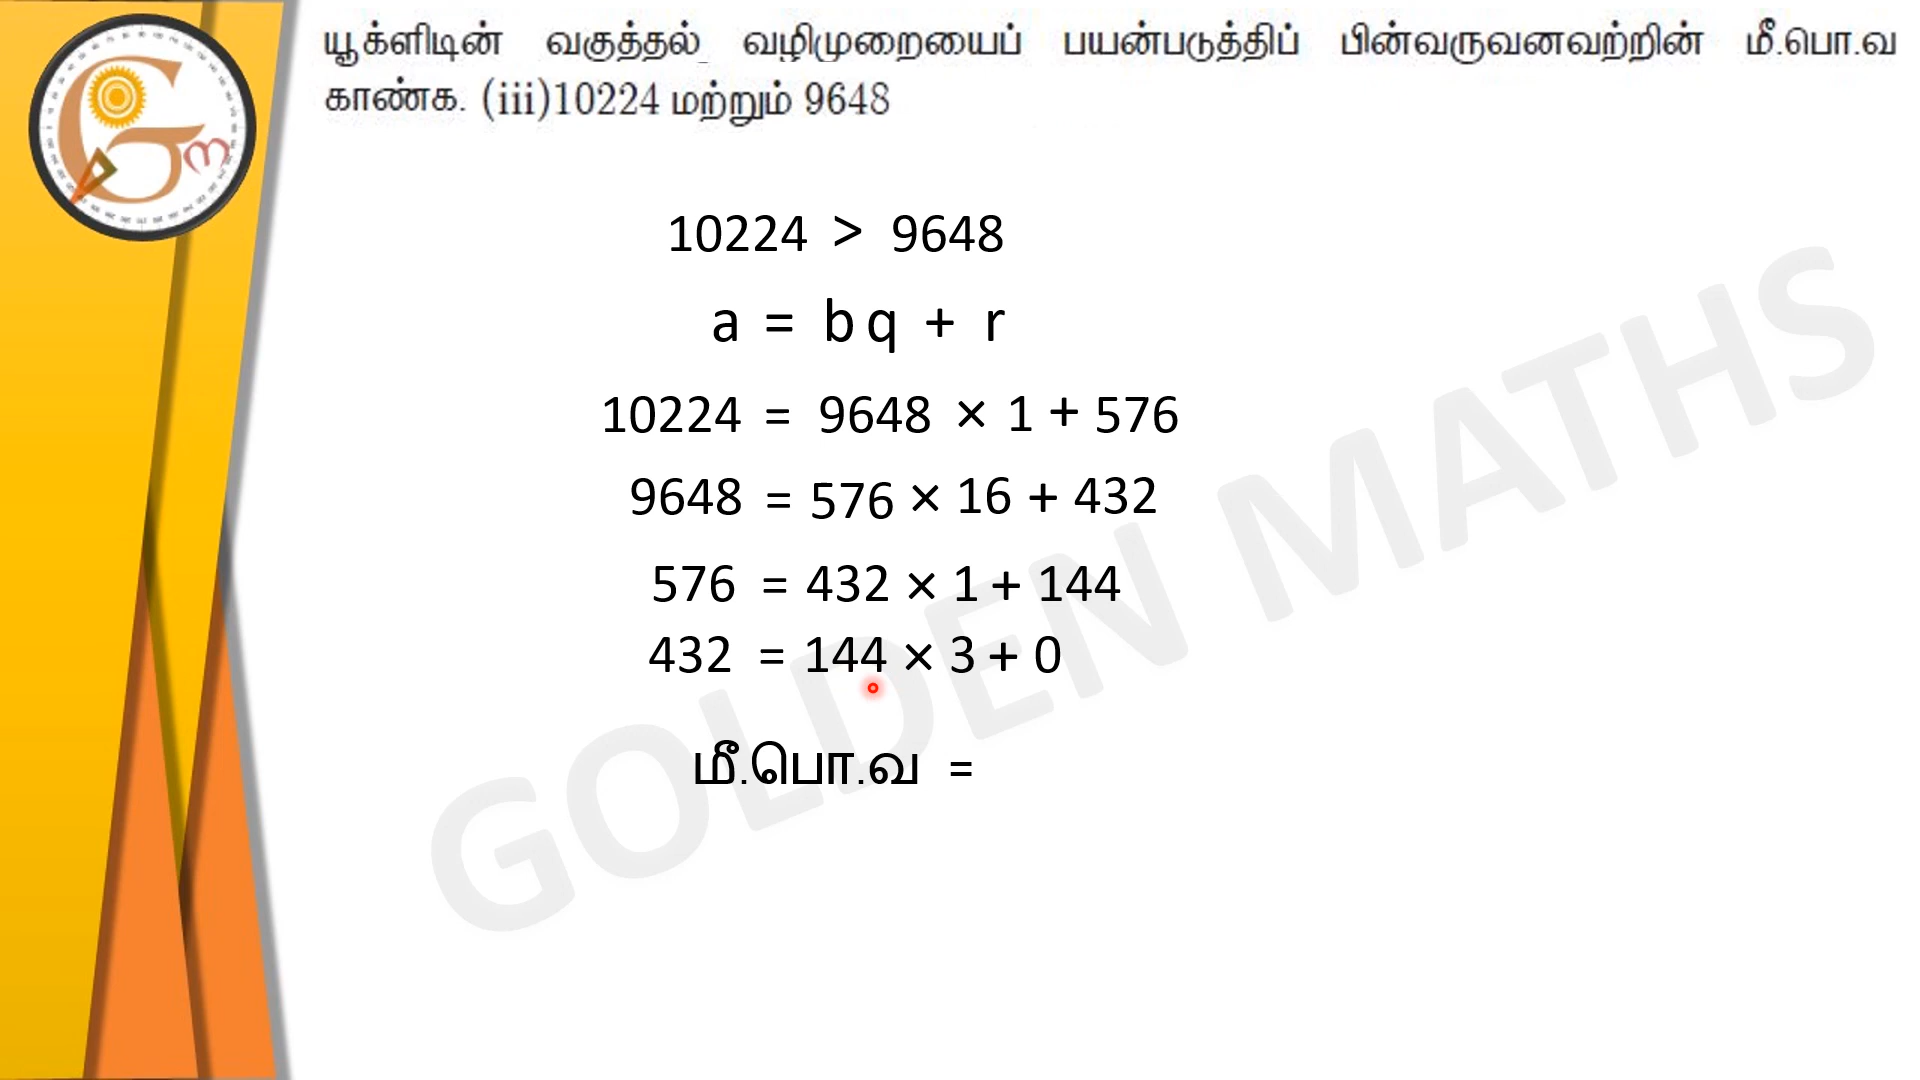 யூக்ளிடின் வகுத்தல் வழிமுறையைப் பயன்படுத்திப் பின்வருவனவற்றின் மீ.பொ.வ
காண்க. (iii)10224 மற்றும் 9648
10224 > 9648
a = b q + r
10224 = 9648 × 1 + 576
9648 = 576 × 16 + 432
576 = 432 × 1 + 144
432 = 144 × 3 + 0
மீ.பொ.வ =
GOLDEN MATHS